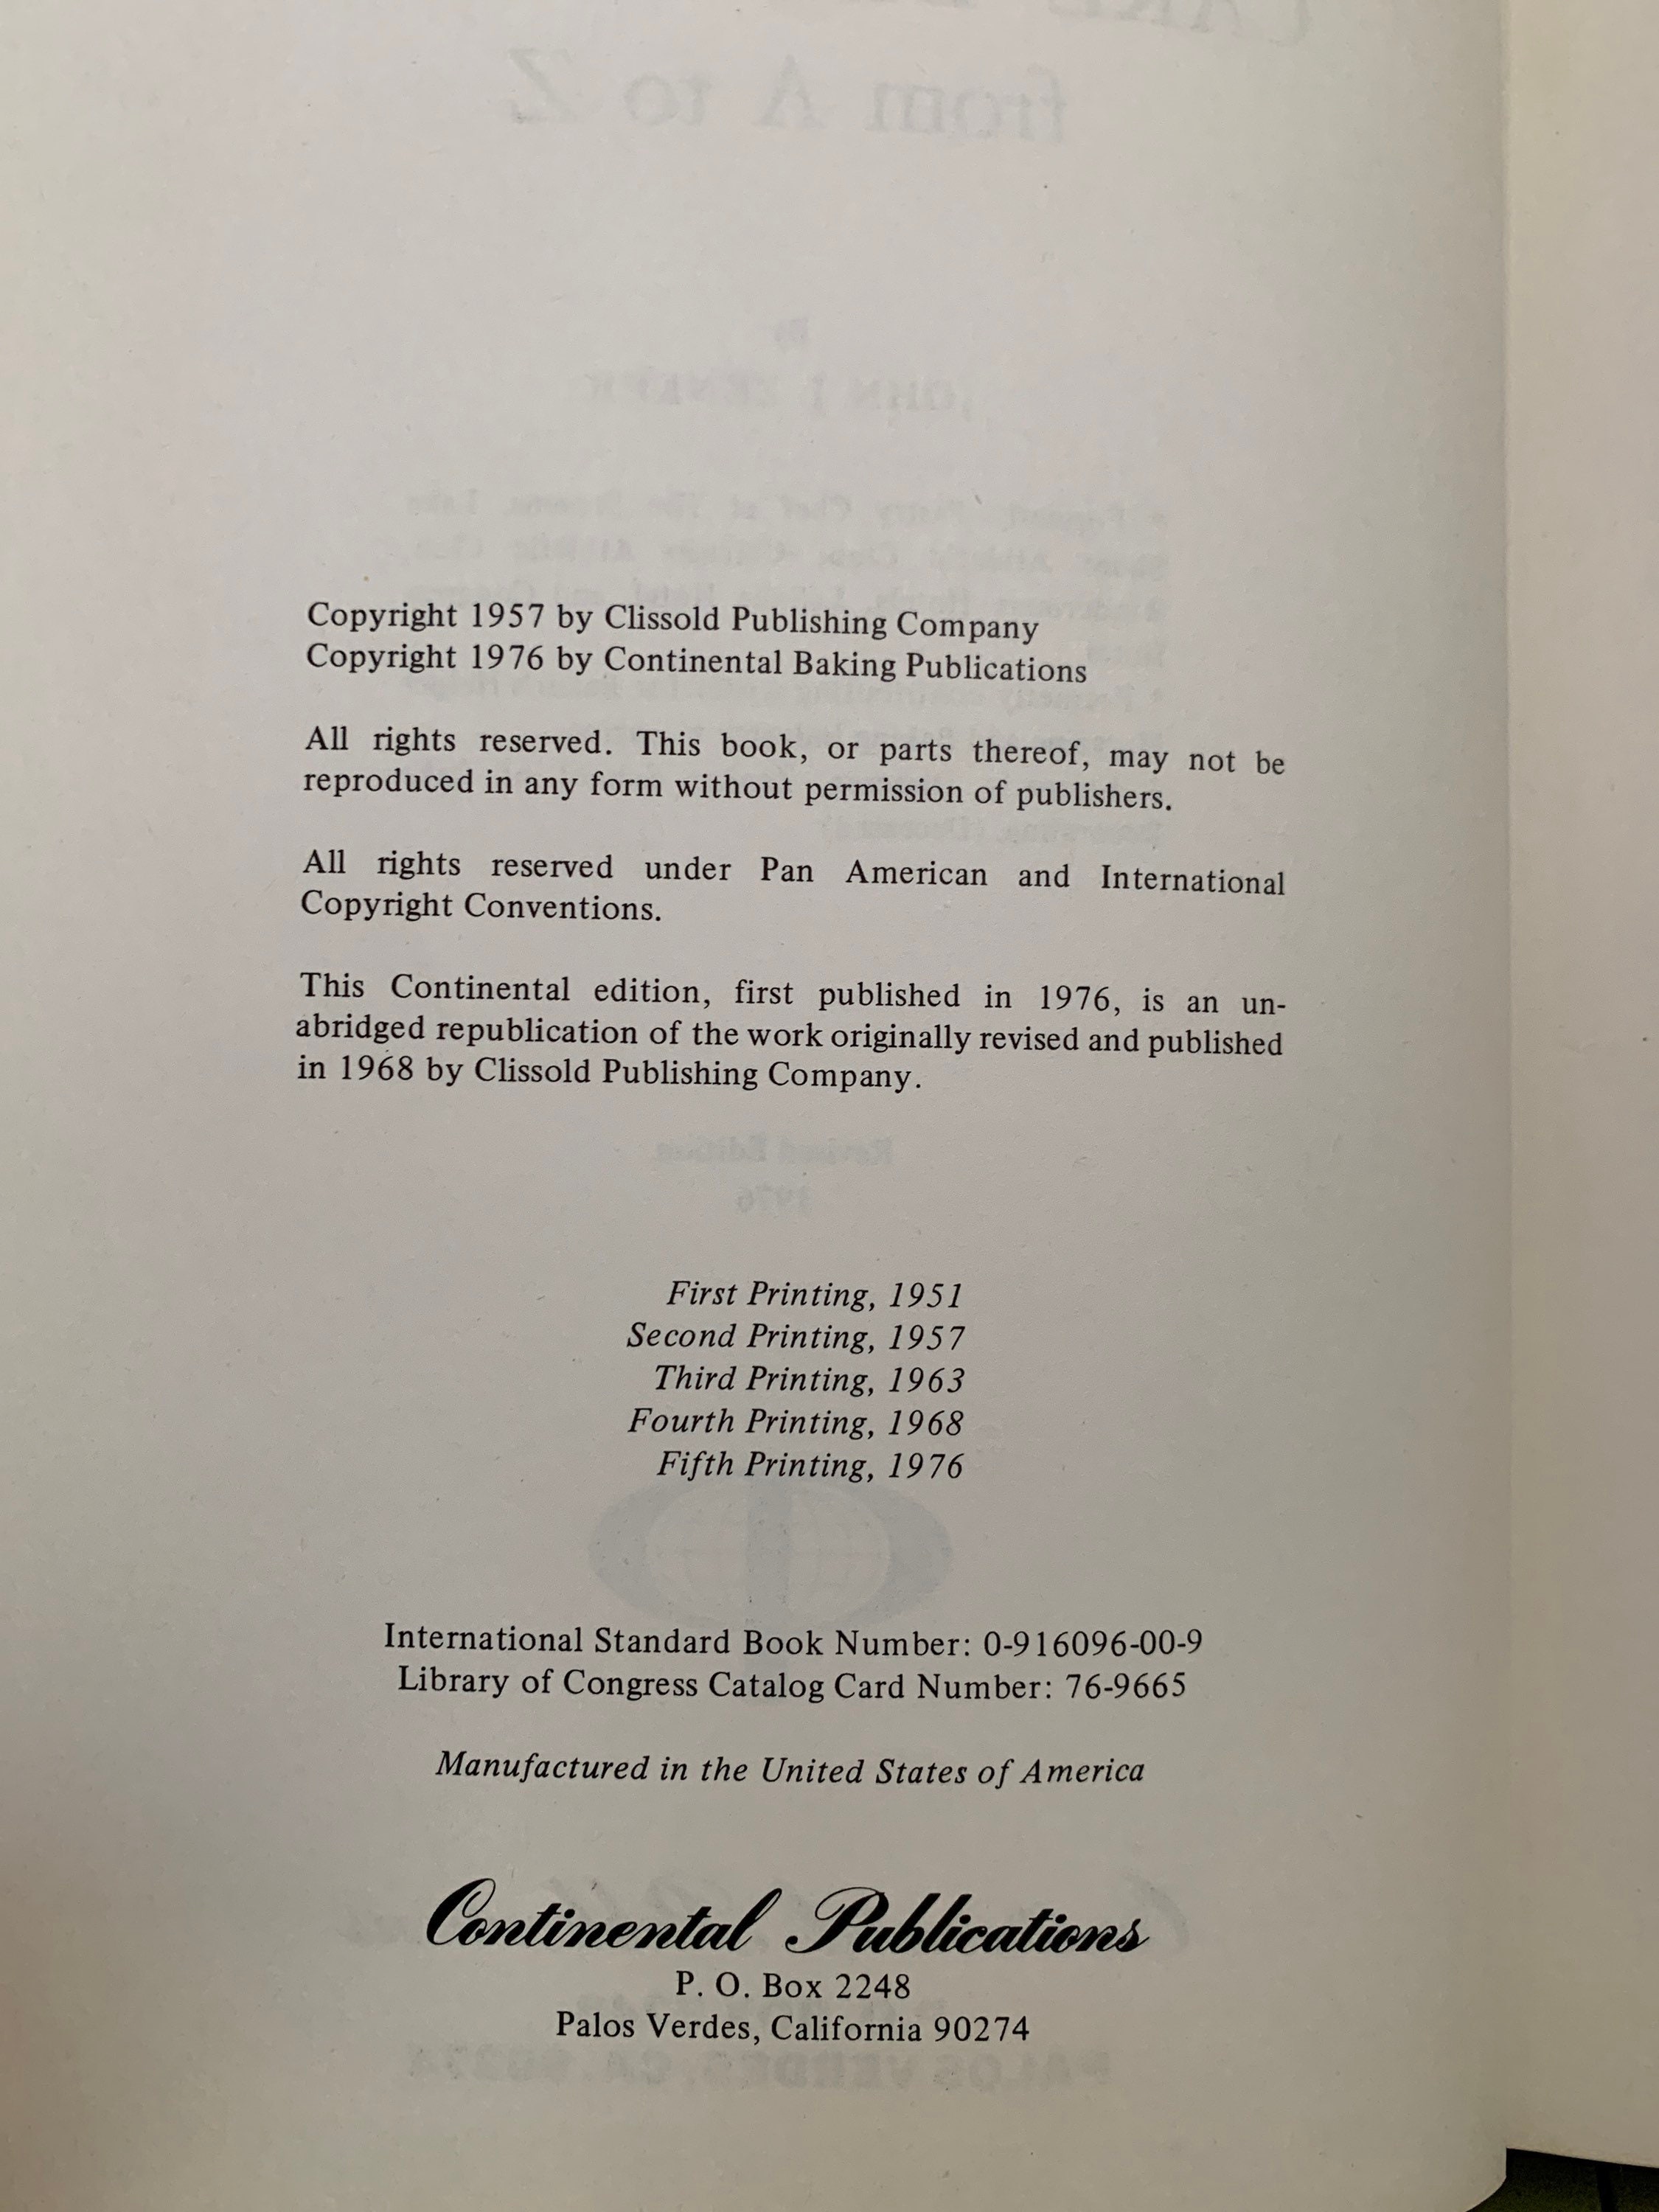 Copyright 1957 by Clissold Publishing Company
Copyright 1976 by Continental Baking Publications
All rights reserved. This book, or parts thereof, may not be
reproduced in any form without permission of publishers.
All rights reserved under Pan American and International
Copyright Conventions.
This Continental edition, first published in 1976, is an un-
abridged republication of the work originally revised and published
in 1968 by Clissold Publishing Company.
First Printing, 1951
Second Printing, 1957
Third Printing, 1963
Fourth Printing, 1968
Fifth Printing, 1976
International Standard Book Number: 0-916096-00-9
Library of Congress Catalog Card Number: 76-9665
Manufactured in the United States of America
Continental Publications
P. O. Box 2248
Palos Verdes, California 90274